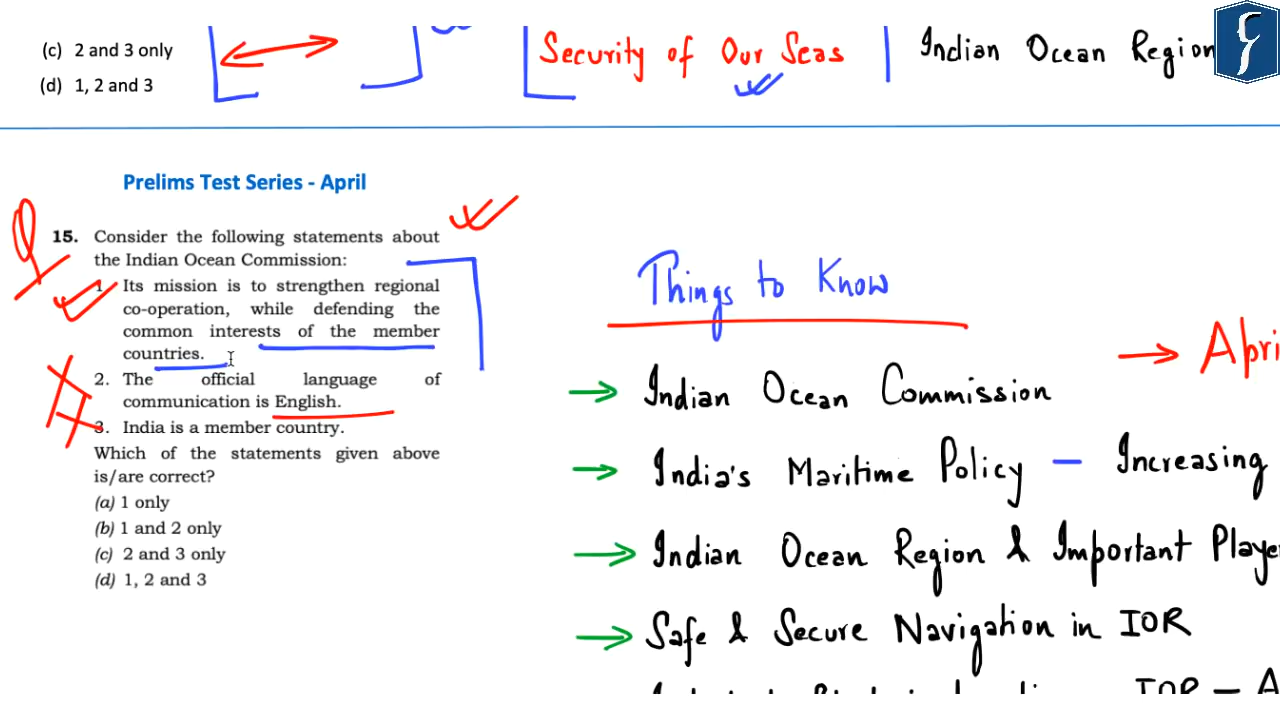 (c) 2 and 3 only
(d) 1, 2 and 3
Security of Our Seas
Indian Ocean Region
Prelims Test Series - April
15. Consider the following statements about
the Indian Ocean Commission:
1. Its mission is to strengthen regional
co-operation, while defending the
common interests of the member
countries.
2. The official language of
communication is English.
3. India is a member country.
Which of the statements given above
is/are correct?
(a) 1 only
(b) 1 and 2 only
(c) 2 and 3 only
(d) 1, 2 and 3
Things to Know
→ Apri
→ Indian Ocean Commission
→ India's Maritime Policy – Increasing
→ Indian Ocean Region & Important Playe
→ Safe & Secure Navigation in IOR
IOR – A